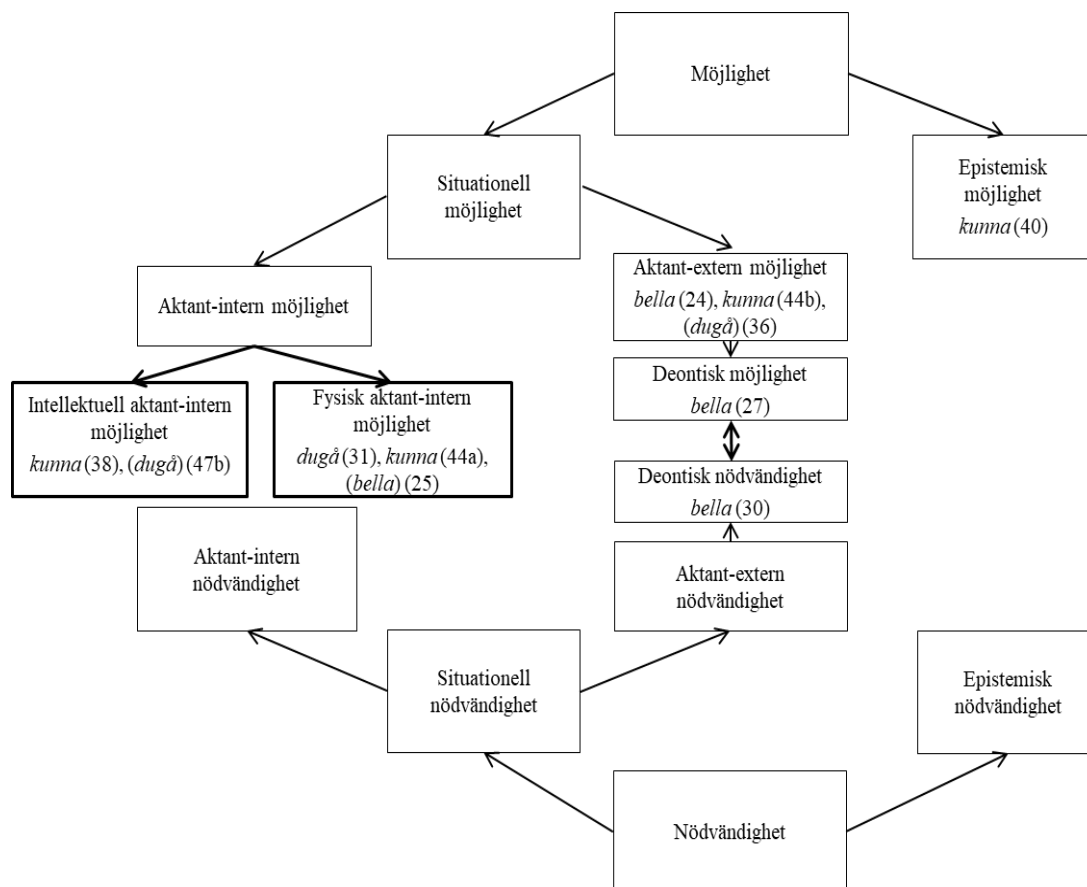 Möjlighet
Situationell
möjlighet
Epistemisk
möjlighet
kunna (40)
Aktant-intern möjlighet
Aktant-extern möjlighet
bella (24), kunna (44b),
(dugå) (36)
Deontisk möjlighet
bella (27)
Intellektuell aktant-intern
möjlighet
kunna (38), (dugå) (47b)
Fysisk aktant-intern
möjlighet
dugå (31), kunna (44a),
(bella) (25)
Deontisk nödvändighet
bella (30)
Aktant-intern
nödvändighet
Aktant-extern
nödvändighet
Situationell
nödvändighet
Epistemisk
nödvändighet
Nödvändighet